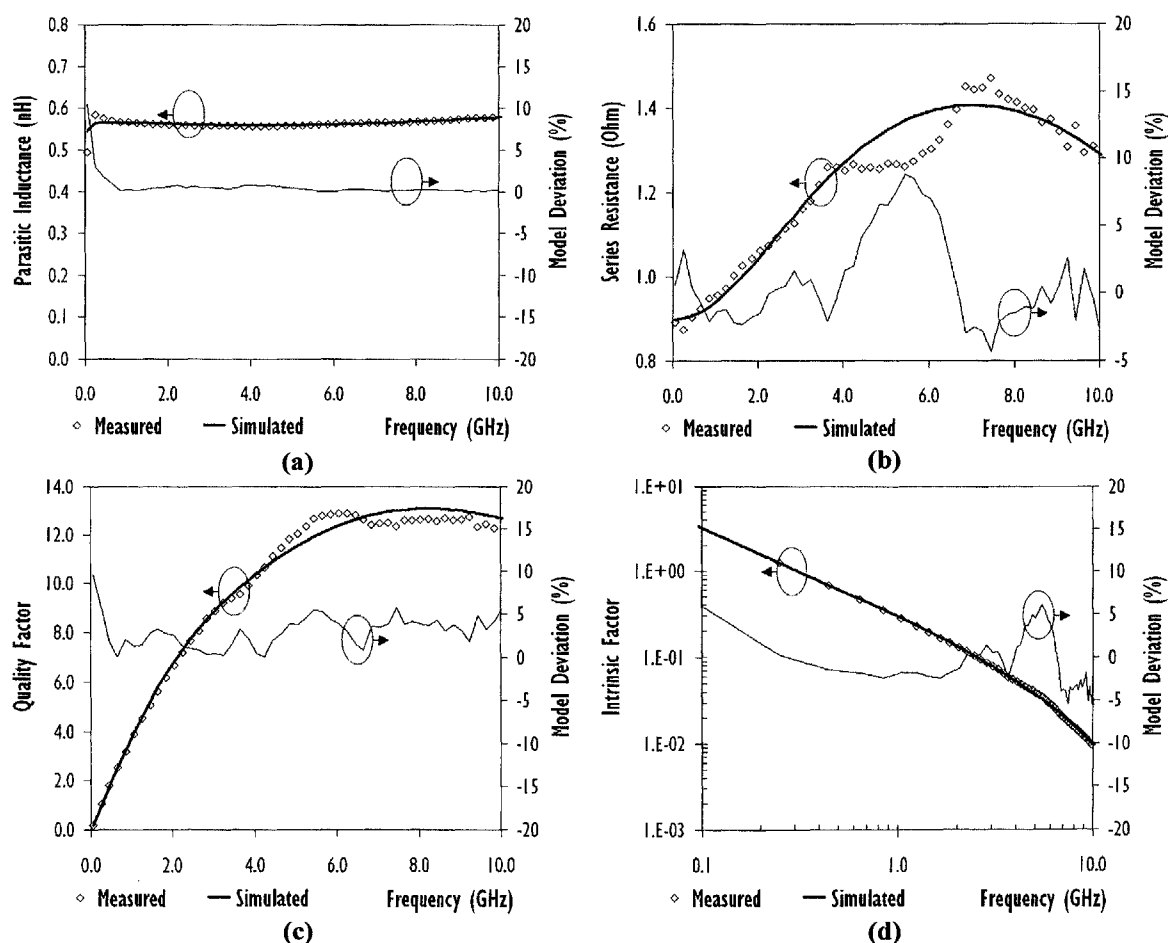 Parasitic Inductance (nH)
0.8
0.7
0.6
0.5
0.4
0.3
0.2
0.1
0.0
20
15
10
5
0
-5
-10
-15
-20
Model Deviation (%)
0.0 2.0 4.0 6.0 8.0 10.0
◇ Measured — Simulated Frequency (GHz)
(a)
Series Resistance (Ohm)
1.6
1.4
1.2
1.0
0.8
20
15
10
5
0
-5
Model Deviation (%)
0.0 2.0 4.0 6.0 8.0 10.0
◇ Measured — Simulated Frequency (GHz)
(b)
Quality Factor
14.0
12.0
10.0
8.0
6.0
4.0
2.0
0.0
20
15
10
5
0
-5
-10
-15
-20
Model Deviation (%)
0.0 2.0 4.0 6.0 8.0 10.0
◇ Measured — Simulated Frequency (GHz)
(c)
Intrinsic Factor
1.E+01
1.E+00
1.E-01
1.E-02
1.E-03
20
15
10
5
0
-5
-10
-15
-20
Model Deviation (%)
0.1 1.0 10.0
◇ Measured — Simulated Frequency (GHz)
(d)